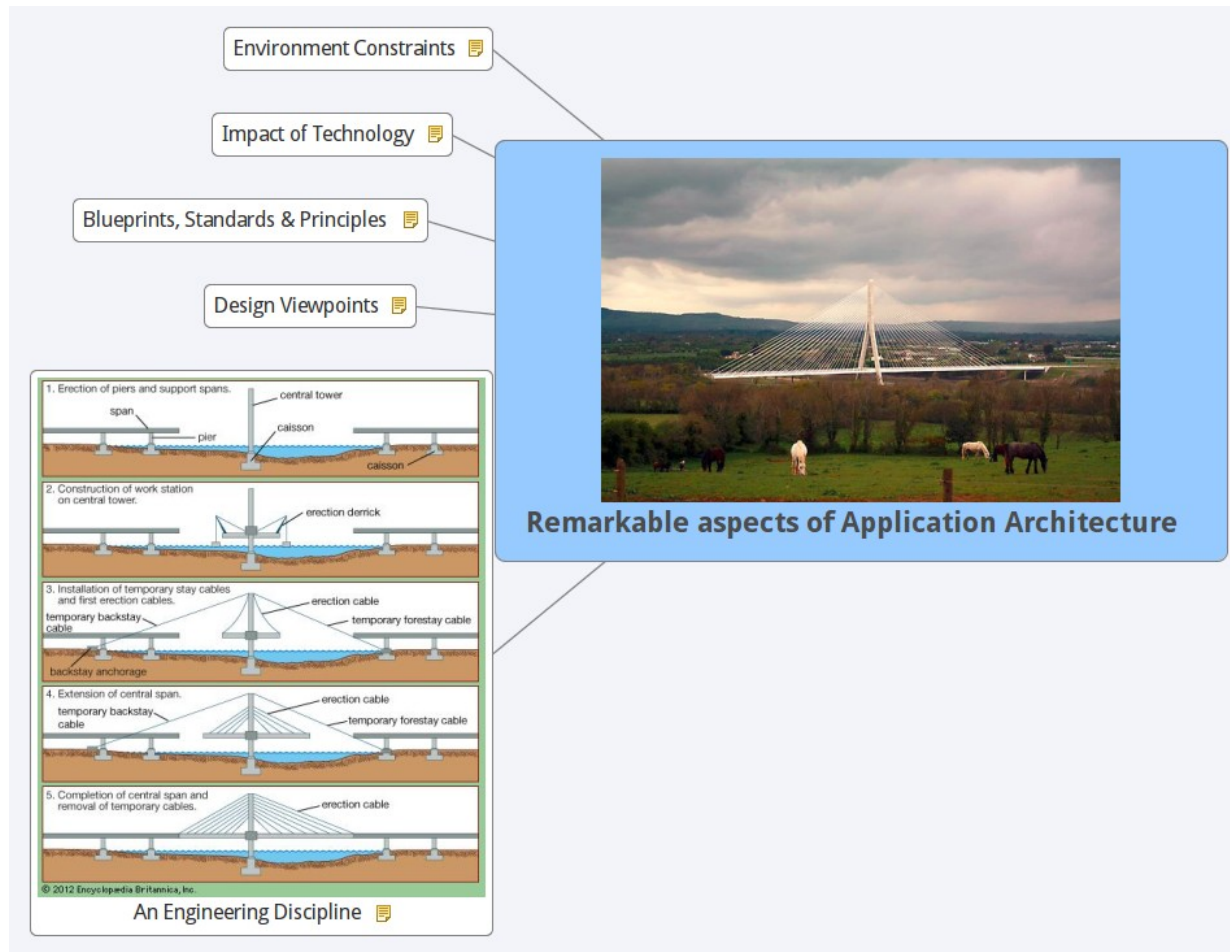 Environment Constraints
Impact of Technology
Blueprints, Standards & Principles
Design Viewpoints
Remarkable aspects of Application Architecture
1. Erection of piers and support spans.
central tower
span
caisson
pier
caisson
2. Construction of work station
on central tower.
erection derrick
3. Installation of temporary stay cables
and first erection cables.
erection cable
temporary backstay
cable
temporary forestay cable
backstay anchorage
4. Extension of central span.
erection cable
temporary backstay
cable
temporary forestay cable
5. Completion of central span and
removal of temporary cables.
erection cable
© 2012 Encyclopædia Britannica, Inc.
An Engineering Discipline